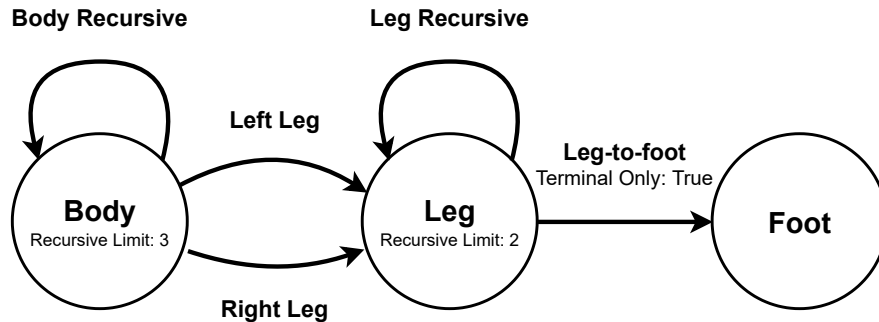 Body Recursive
Leg Recursive
Left Leg
Leg-to-foot
Terminal Only: True
Body
Recursive Limit: 3
Leg
Recursive Limit: 2
Foot
Right Leg